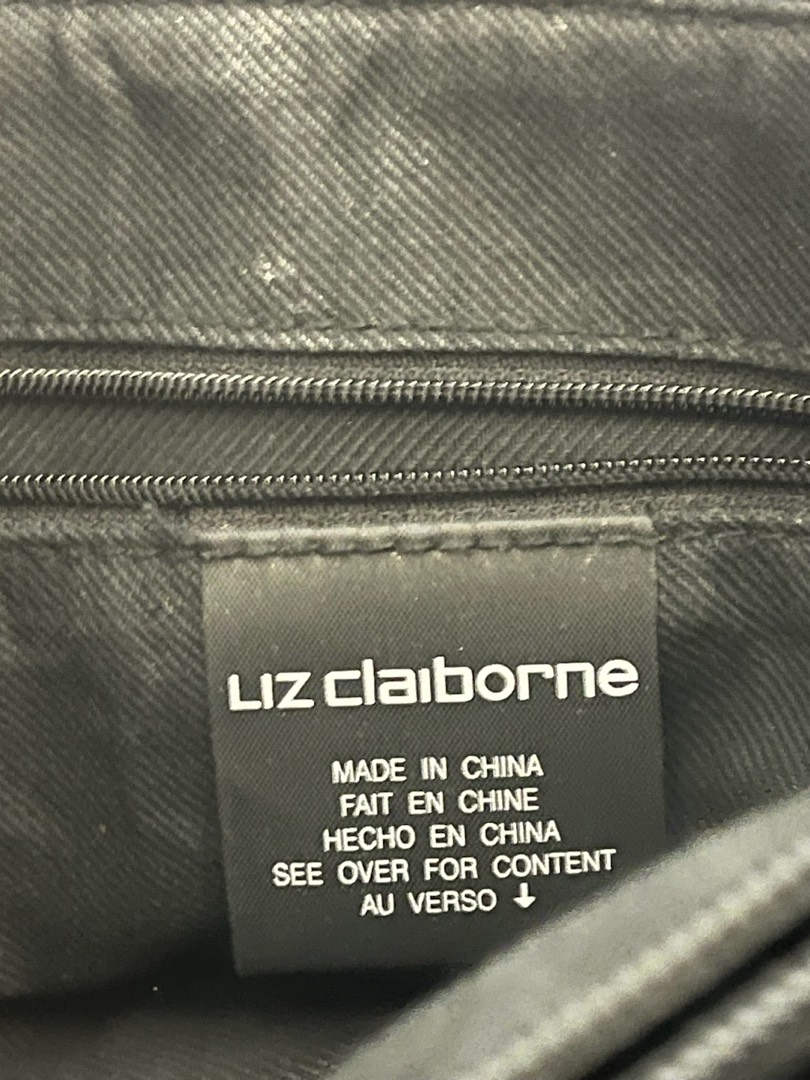 LIZ claiborne
MADE IN CHINA
FAIT EN CHINE
HECHO EN CHINA
SEE OVER FOR CONTENT
AU VERSO ↓